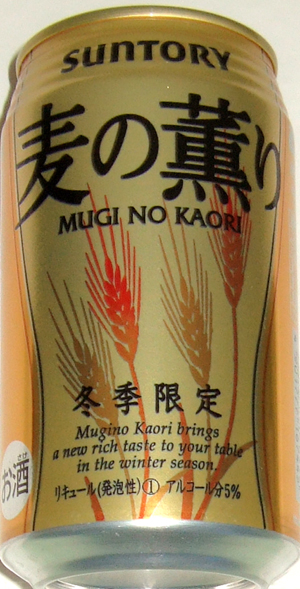 SUNTORY
麦の薫り
MUGI NO KAORI
冬季限定
Mugino Kaori brings
a new rich taste to your table
in the winter season.
お酒
リキュール(発泡性)① アルコール分5%